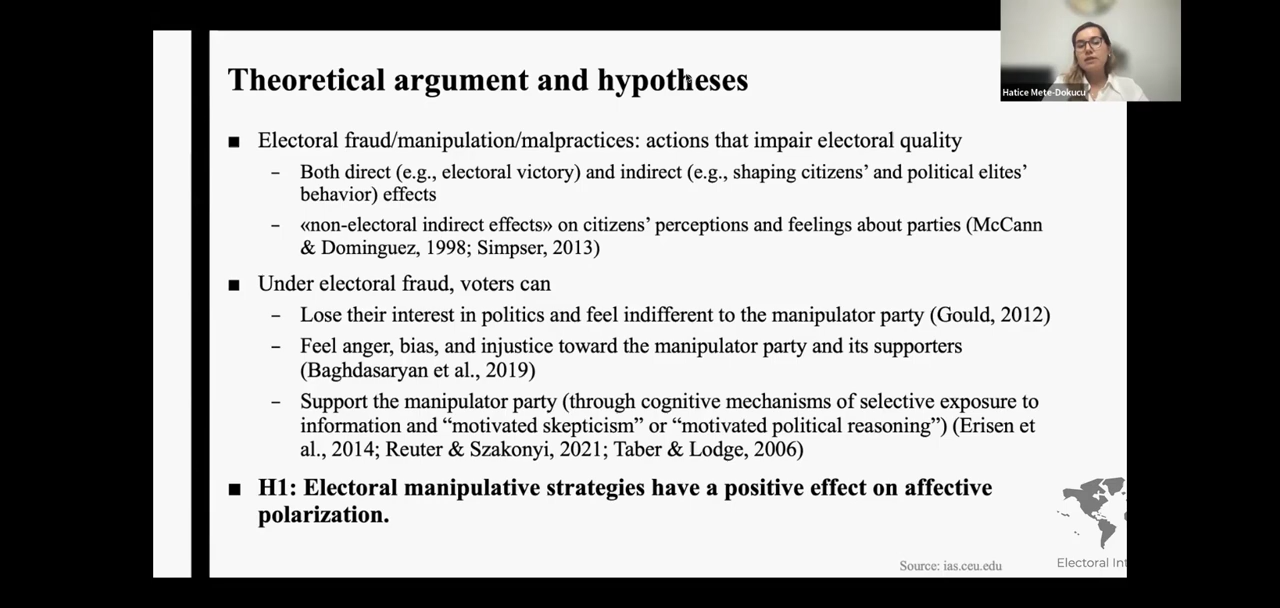 Theoretical argument and hypotheses
Hatice Mete-Dokucu
■ Electoral fraud/manipulation/malpractices: actions that impair electoral quality
– Both direct (e.g., electoral victory) and indirect (e.g., shaping citizens’ and political elites’
behavior) effects
– «non-electoral indirect effects» on citizens’ perceptions and feelings about parties (McCann
& Dominguez, 1998; Simpser, 2013)
■ Under electoral fraud, voters can
– Lose their interest in politics and feel indifferent to the manipulator party (Gould, 2012)
– Feel anger, bias, and injustice toward the manipulator party and its supporters
(Baghdasaryan et al., 2019)
– Support the manipulator party (through cognitive mechanisms of selective exposure to
information and “motivated skepticism” or “motivated political reasoning”) (Erisen et
al., 2014; Reuter & Szakonyi, 2021; Taber & Lodge, 2006)
■ H1: Electoral manipulative strategies have a positive effect on affective
polarization.
Source: ias.ceu.edu
Electoral Int